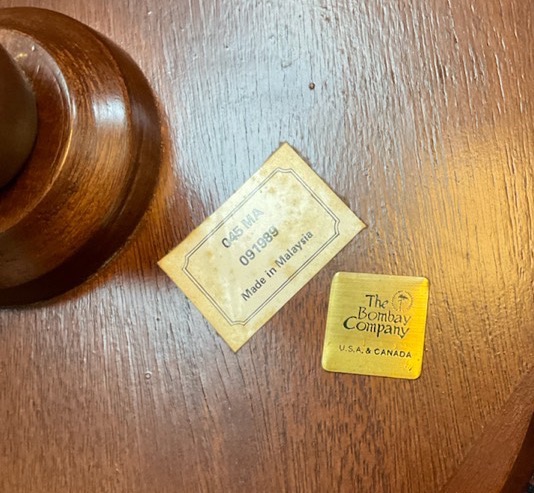 045 MA
091989
Made in Malaysia
The
Bombay
Company
U.S.A. & CANADA